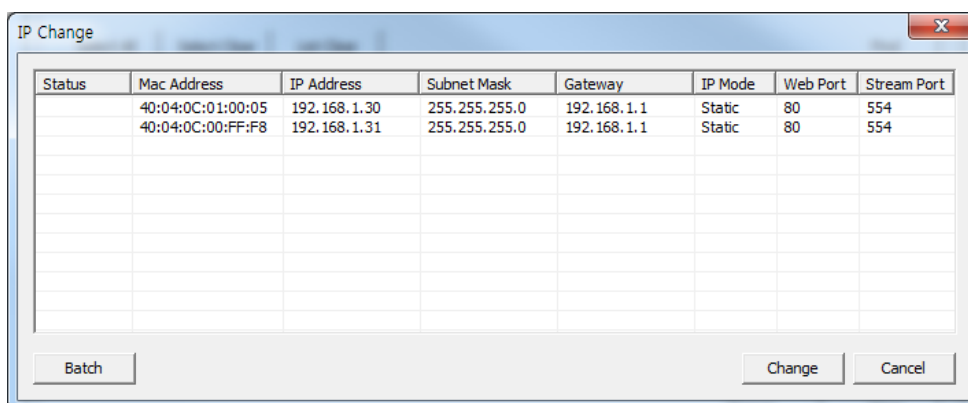 IP Change
Status Mac Address IP Address Subnet Mask Gateway IP Mode Web Port Stream Port
40:04:0C:01:00:05 192.168.1.30 255.255.255.0 192.168.1.1 Static 80 554
40:04:0C:00:FF:F8 192.168.1.31 255.255.255.0 192.168.1.1 Static 80 554
Batch Change Cancel